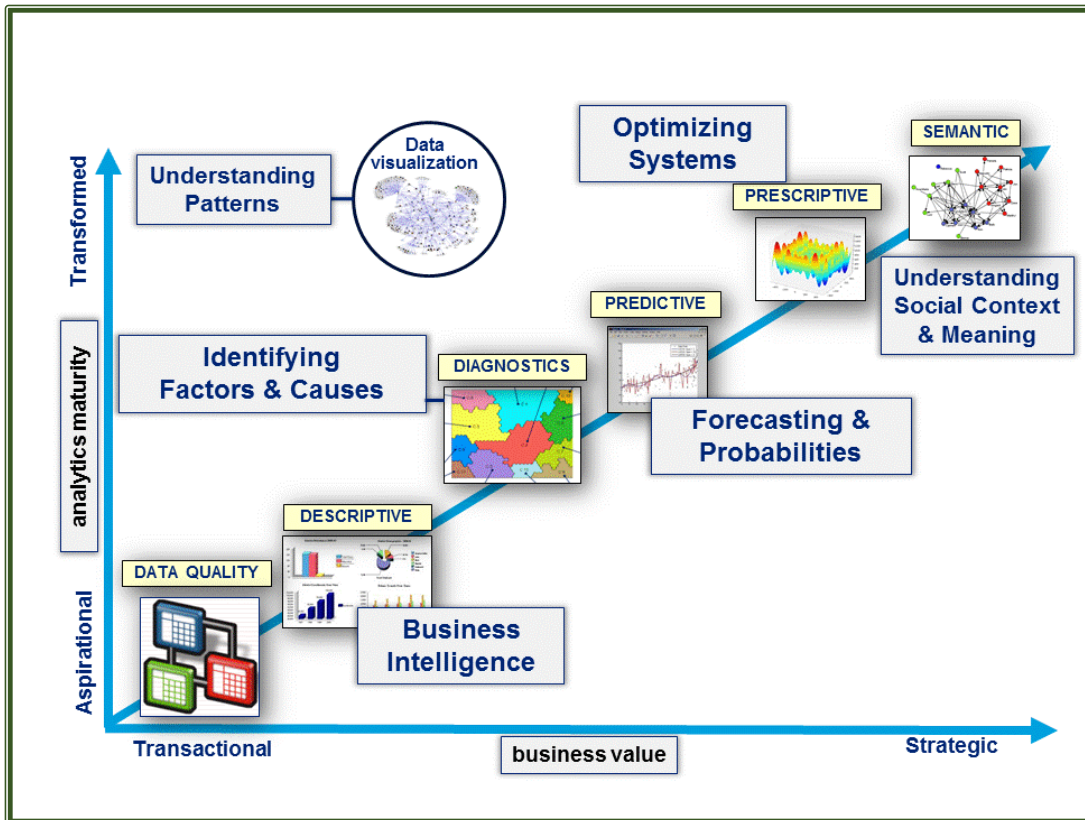 Optimizing
Systems
SEMANTIC
Data
visualization
Understanding
Patterns
PRESCRIPTIVE
Transformed
Understanding
Social Context
& Meaning
PREDICTIVE
Identifying
Factors & Causes
DIAGNOSTICS
analytics maturity
Forecasting &
Probabilities
DESCRIPTIVE
DATA QUALITY
Business
Intelligence
Aspirational
Transactional
business value
Strategic